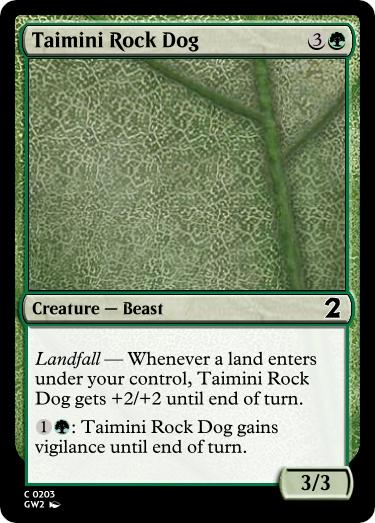 Taimini Rock Dog 3
Creature — Beast 2
Landfall — Whenever a land enters
under your control, Taimini Rock
Dog gets +2/+2 until end of turn.
1: Taimini Rock Dog gains
vigilance until end of turn.
3/3
C 0203
GW2